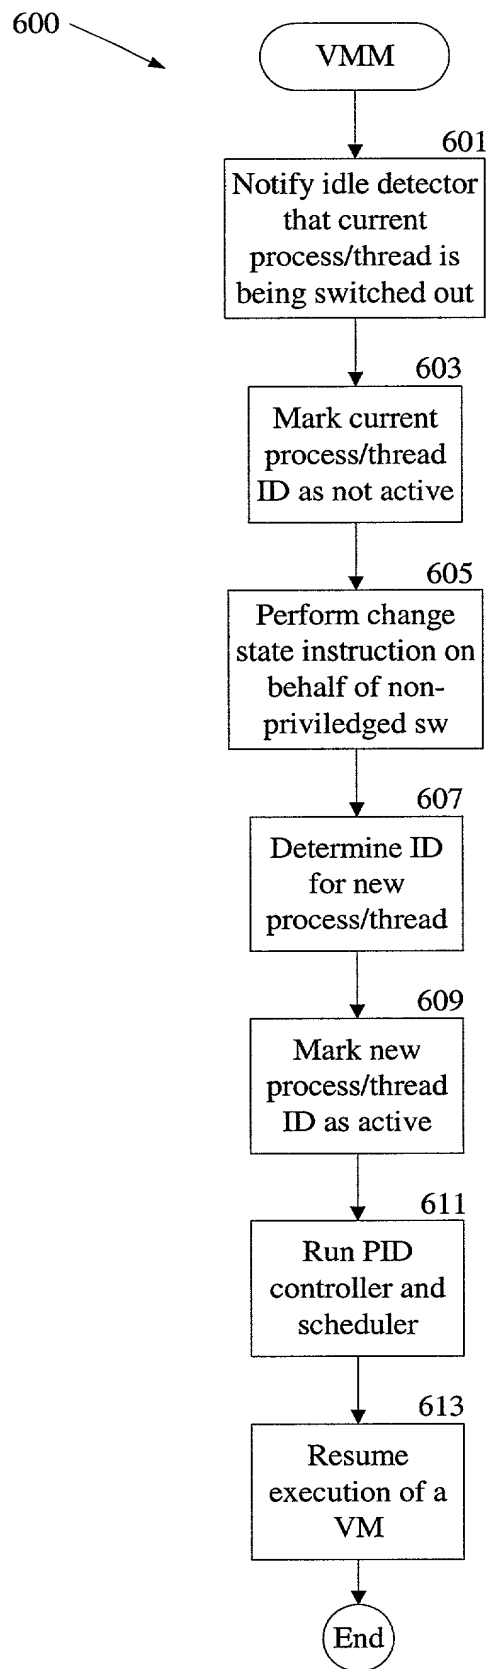 600
VMM
601
Notify idle detector
that current
process/thread is
being switched out
603
Mark current
process/thread
ID as not active
605
Perform change
state instruction on
behalf of non-
priviledged sw
607
Determine ID
for new
process/thread
609
Mark new
process/thread
ID as active
611
Run PID
controller and
scheduler
613
Resume
execution of a
VM
End